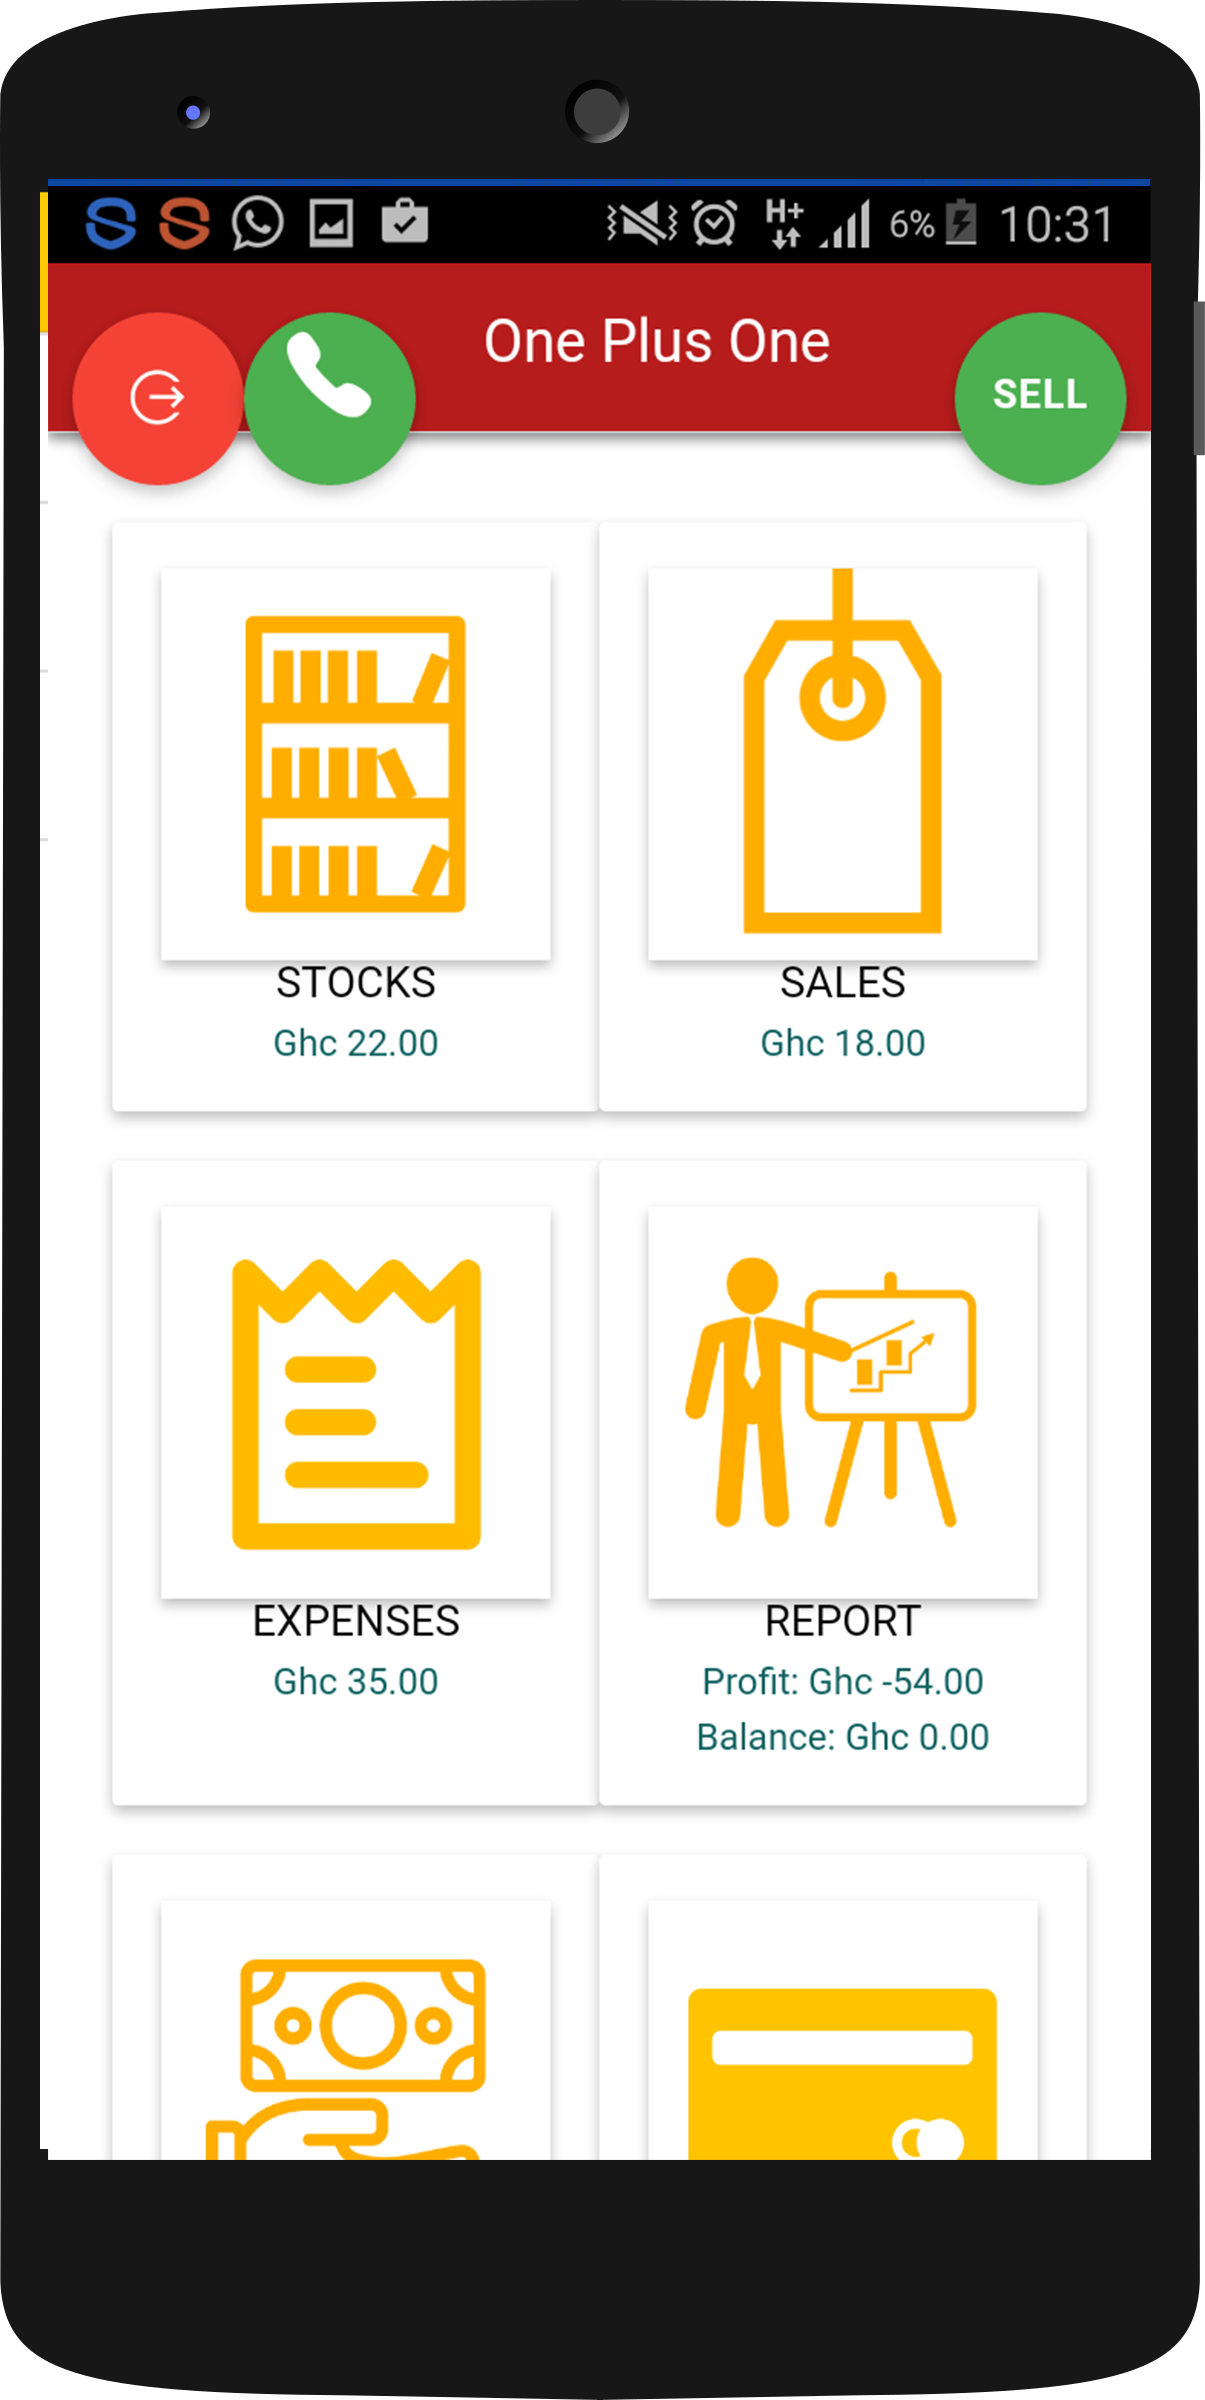 H+ 6% 10:31
One Plus One
SELL
STOCKS
Ghc 22.00
SALES
Ghc 18.00
EXPENSES
Ghc 35.00
REPORT
Profit: Ghc -54.00
Balance: Ghc 0.00